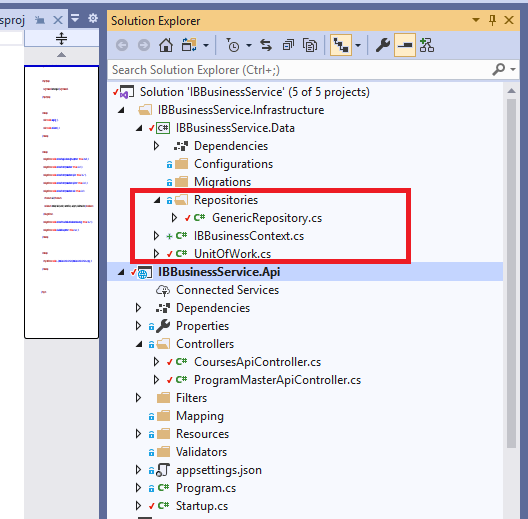 sproj
Solution Explorer
Search Solution Explorer (Ctrl+;)
Solution 'IBBusinessService' (5 of 5 projects)
IBBusinessService.Infrastructure
IBBusinessService.Data
Dependencies
Configurations
Migrations
Repositories
GenericRepository.cs
IBBusinessContext.cs
UnitOfWork.cs
IBBusinessService.Api
Connected Services
Dependencies
Properties
Controllers
CoursesApiController.cs
ProgramMasterApiController.cs
Filters
Mapping
Resources
Validators
appsettings.json
Program.cs
Startup.cs